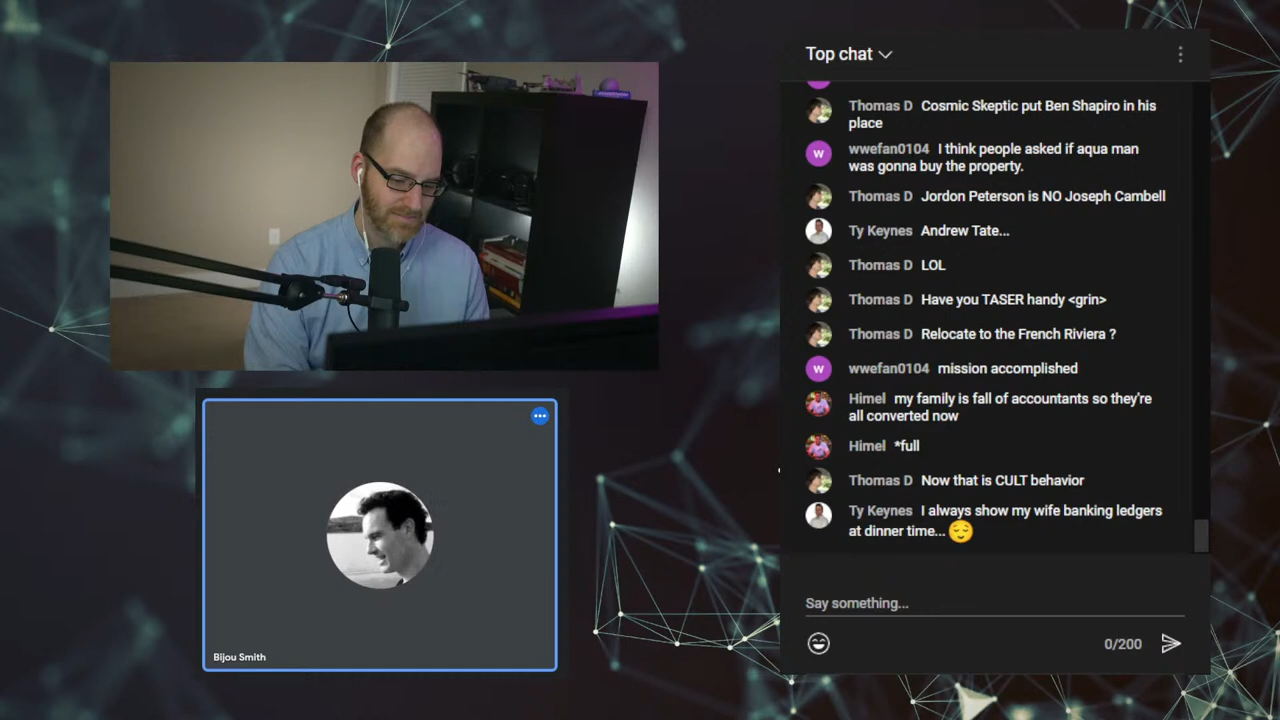 Top chat
Thomas D Cosmic Skeptic put Ben Shapiro in his
place
wwefan0104 I think people asked if aqua man
was gonna buy the property.
Thomas D Jordon Peterson is NO Joseph Cambell
Ty Keynes Andrew Tate...
Thomas D LOL
Thomas D Have you TASER handy <grin>
Thomas D Relocate to the French Riviera ?
wwefan0104 mission accomplished
Himel my family is fall of accountants so they're
all converted now
Himel *full
Thomas D Now that is CULT behavior
Ty Keynes I always show my wife banking ledgers
at dinner time... 😌
Say something...
0/200
Bijou Smith
W
W